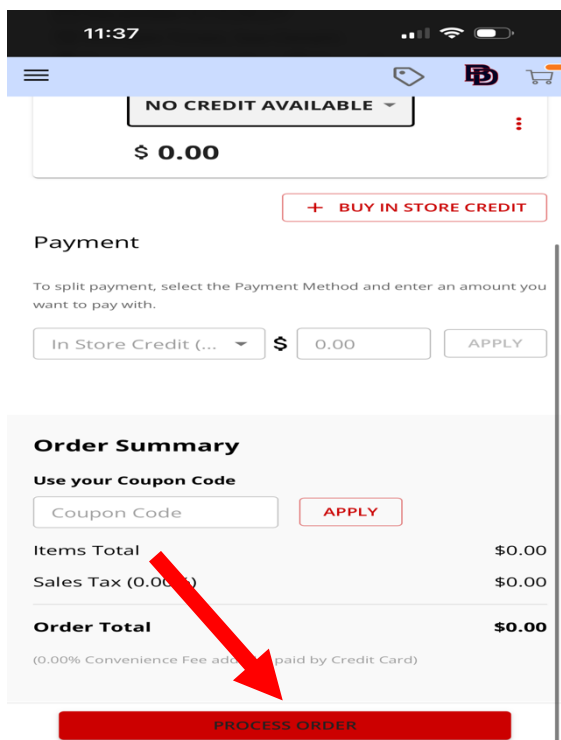 11:37
BD
NO CREDIT AVAILABLE
$ 0.00
+ BUY IN STORE CREDIT
Payment
To split payment, select the Payment Method and enter an amount you
want to pay with.
In Store Credit (... $ 0.00 APPLY
Order Summary
Use your Coupon Code
Coupon Code APPLY
Items Total $0.00
Sales Tax (0.00%) $0.00
Order Total $0.00
(0.00% Convenience Fee paid by Credit Card)
PROCESS ORDER